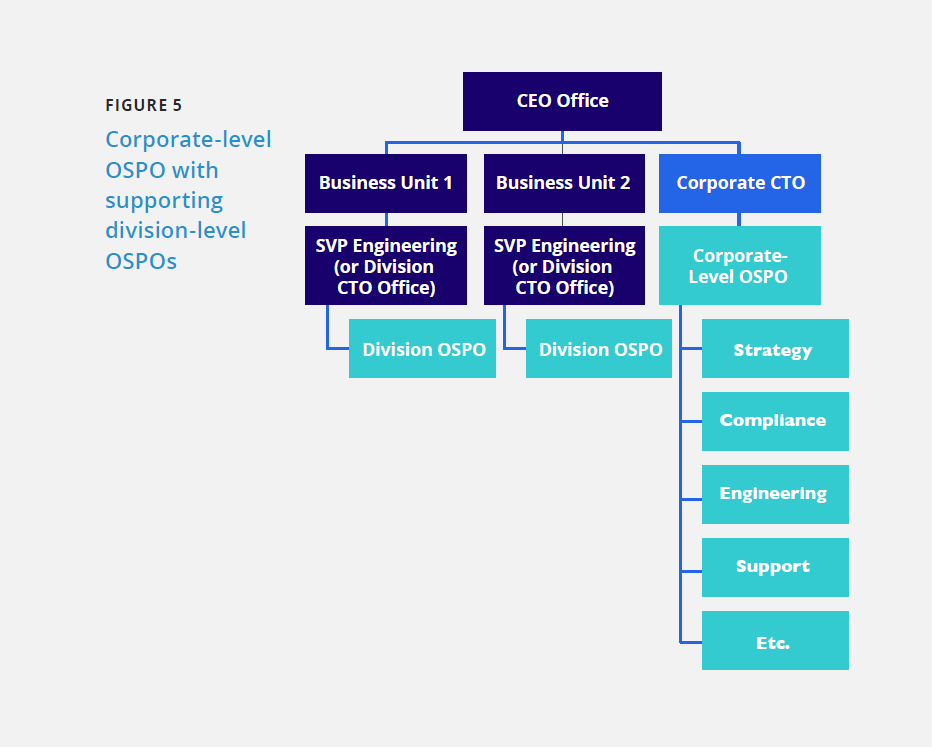 FIGURE 5
Corporate-level
OSPO with
supporting
division-level
OSPOs
CEO Office
Business Unit 1
Business Unit 2
Corporate CTO
SVP Engineering
(or Division
CTO Office)
SVP Engineering
(or Division
CTO Office)
Corporate-
Level OSPO
Division OSPO
Division OSPO
Strategy
Compliance
Engineering
Support
Etc.